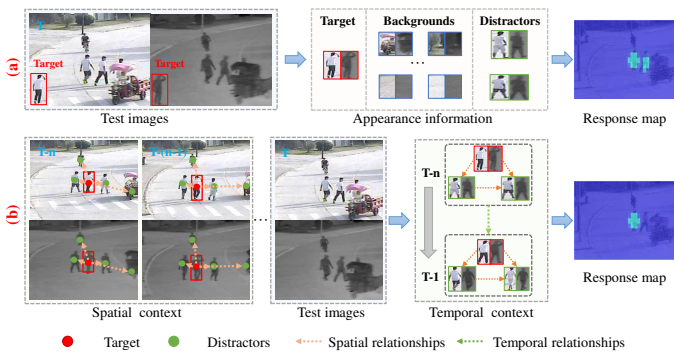 (a)
T
Target
Target
Test images
Target
Backgrounds
Distractors
...
Appearance information
Response map
(b)
T-n
T-(n-1)
...
T
Spatial context
Test images
T-n
T-1
Temporal context
Response map
Target
Distractors
Spatial relationships
Temporal relationships